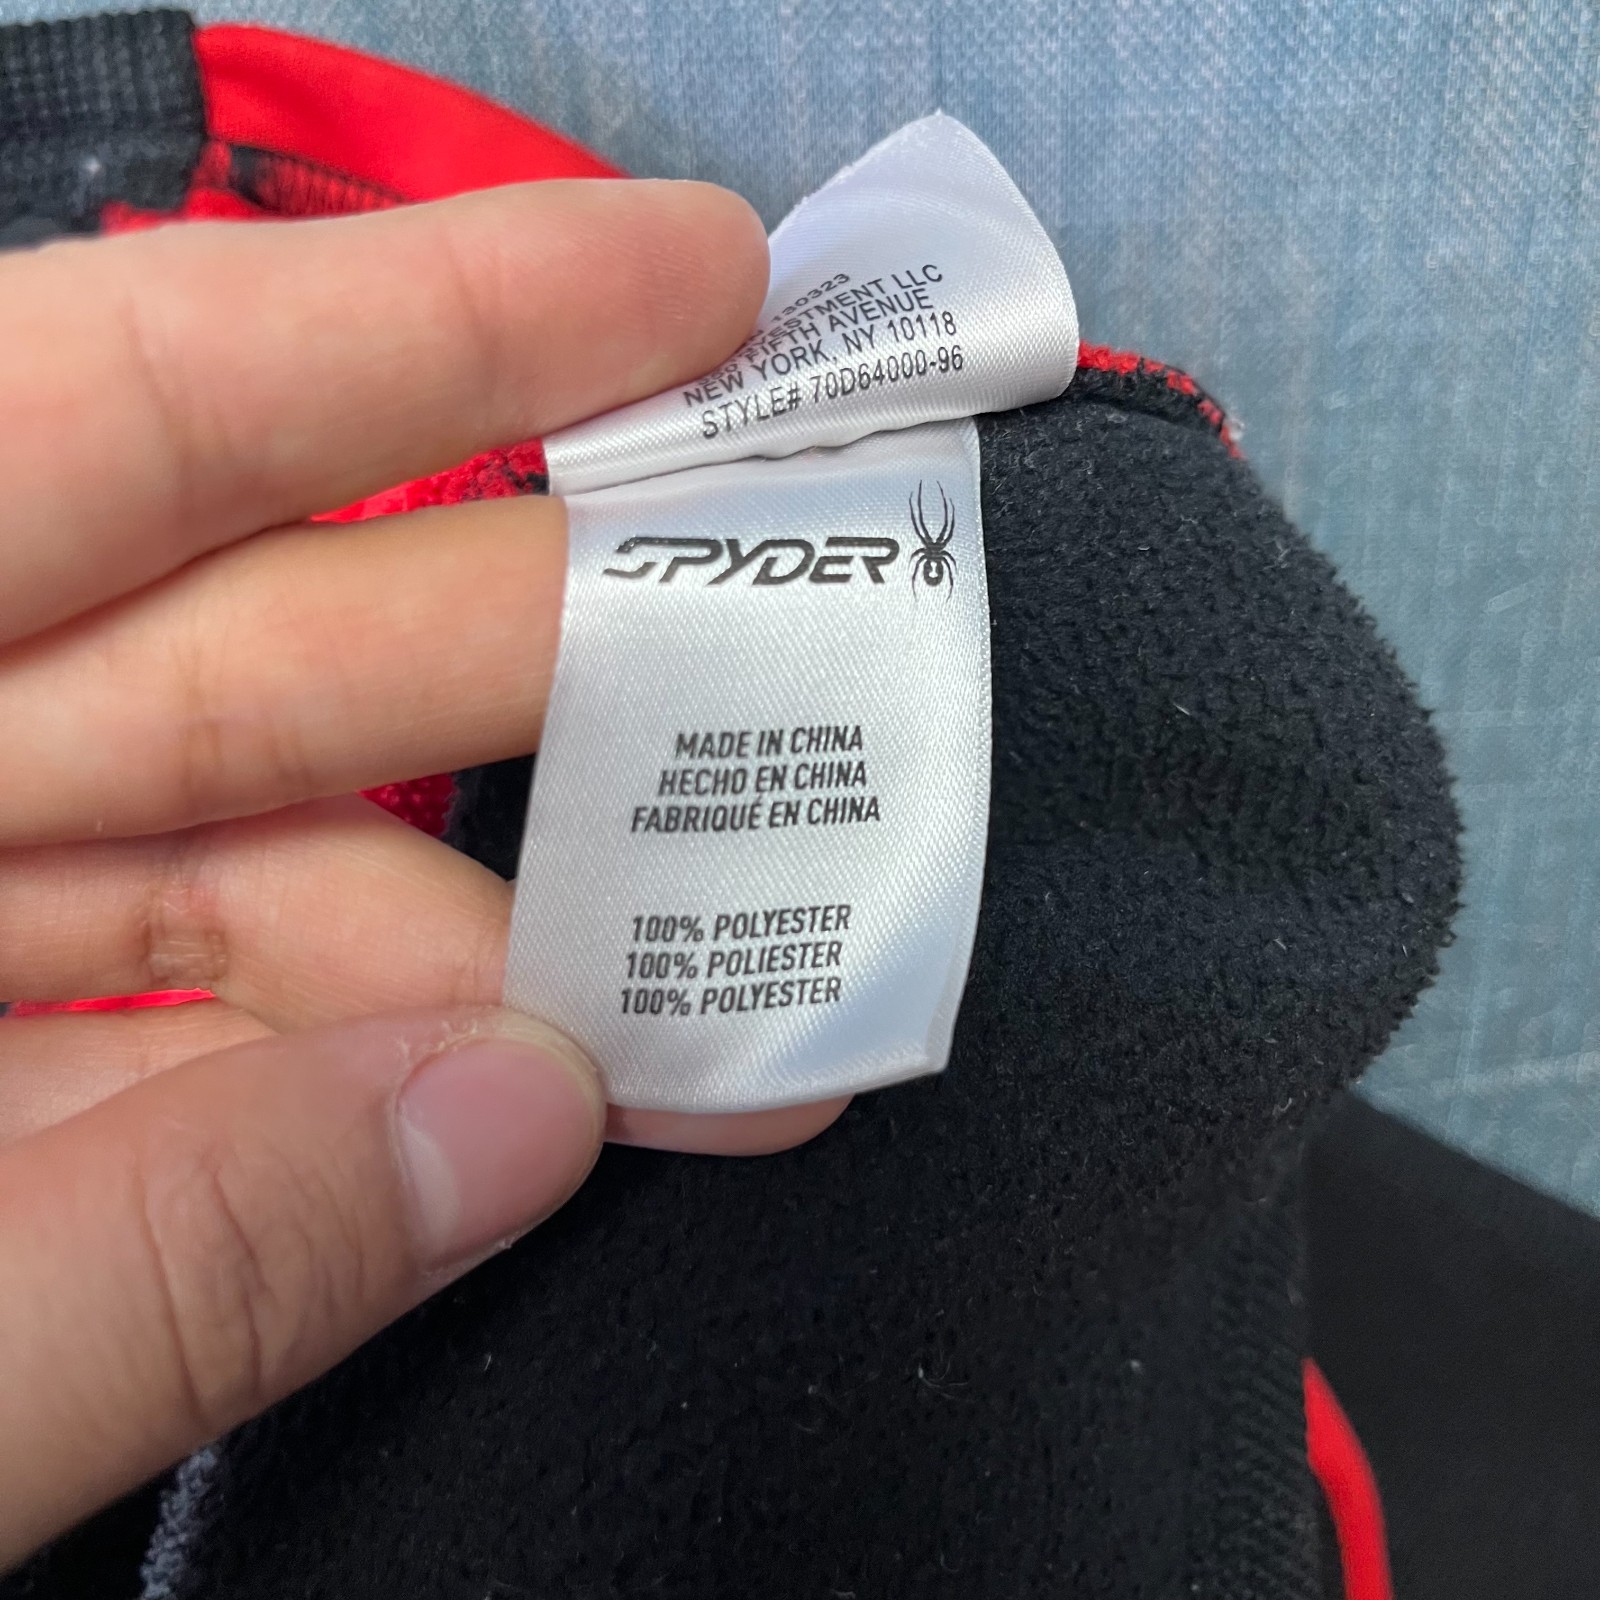 130323
VESTMENT LLC
FIFTH AVENUE
NEW YORK, NY 10118
STYLE# 70D64000-96
SPYDER
MADE IN CHINA
HECHO EN CHINA
FABRIQUÉ EN CHINA
100% POLYESTER
100% POLIESTER
100% POLYESTER